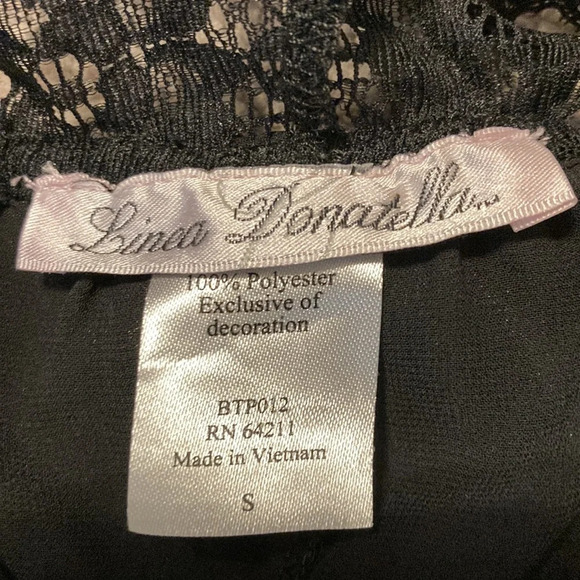 Linea Donatella
100% Polyester
Exclusive of
decoration
BTP012
RN 64211
Made in Vietnam
S